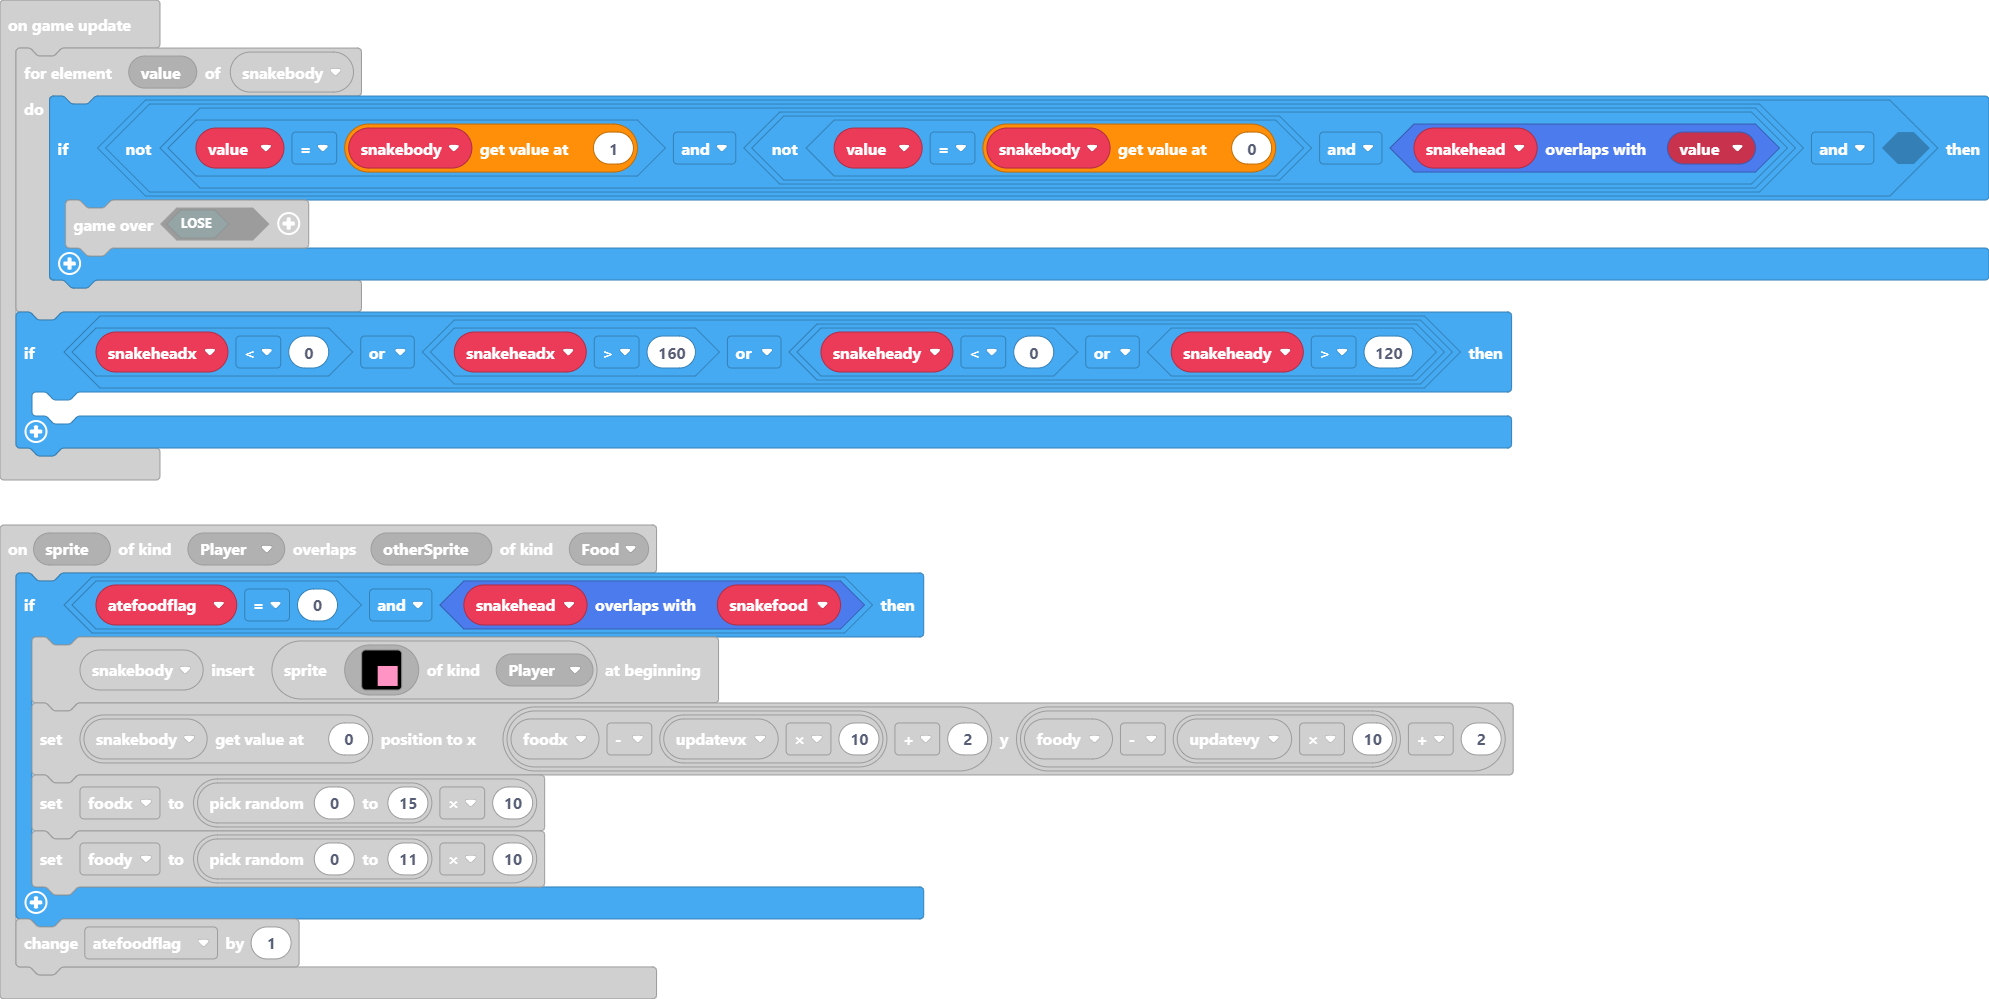 on game update
for element value of snakebody
do
if not value = snakebody get value at 1 and not value = snakebody get value at 0 and snakehead overlaps with value and then
game over LOSE
if snakeheadx < 0 or snakeheadx > 160 or snakeheady < 0 or snakeheady > 120 then
on sprite of kind Player overlaps otherSprite of kind Food
if atefoodflag = 0 and snakehead overlaps with snakefood then
snakebody insert sprite of kind Player at beginning
set snakebody get value at 0 position to x foodx - updatevx × 10 + 2 y foody - updatevy × 10 + 2
set foodx to pick random 0 to 15 × 10
set foody to pick random 0 to 11 × 10
change atefoodflag by 1